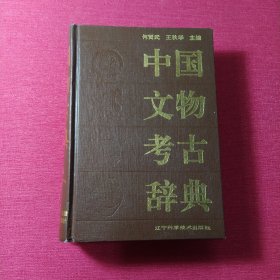 何贤武 王秋华 主编
中国
文物
考古
辞典
辽宁科学技术出版社